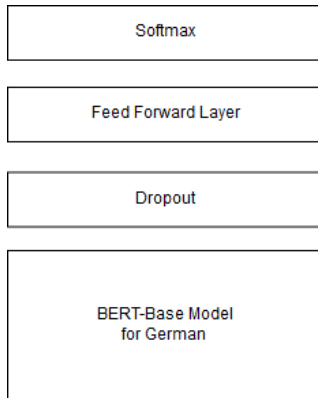 Softmax
Feed Forward Layer
Dropout
BERT-Base Model
for German